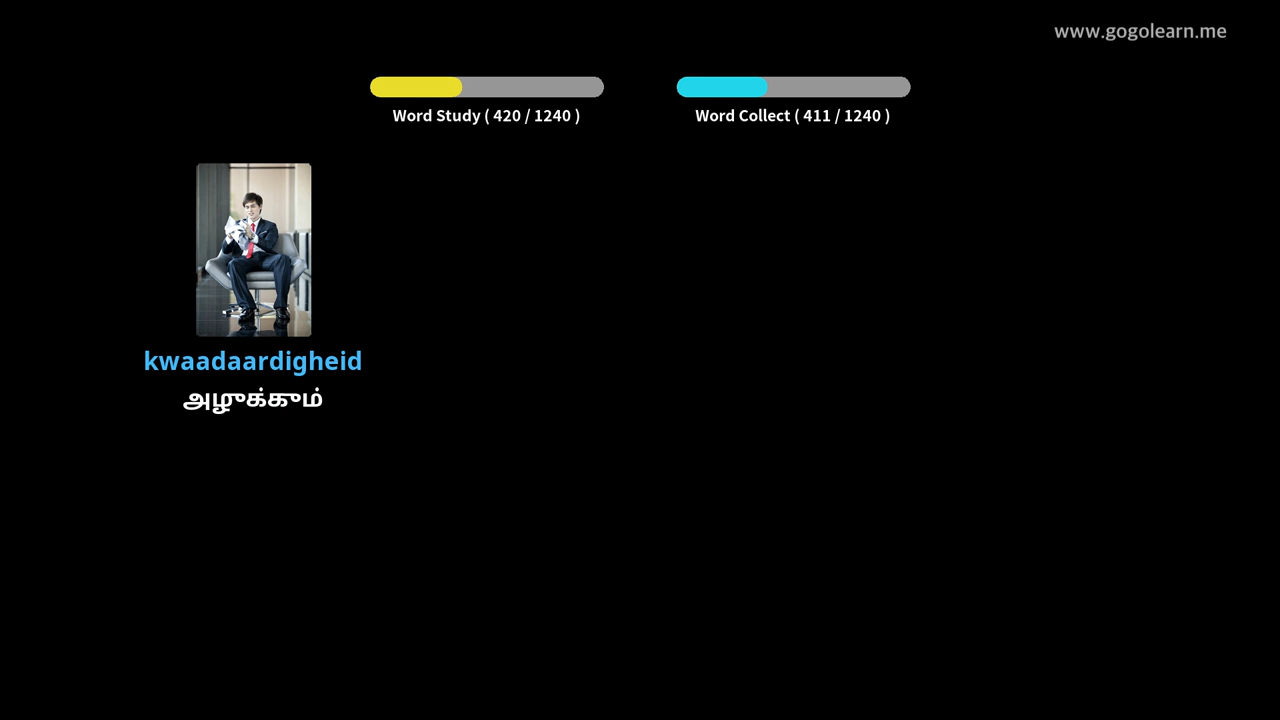 www.gogolearn.me
Word Study ( 420 / 1240 )
Word Collect ( 411 / 1240 )
kwaadaardigheid
அழுக்கும்